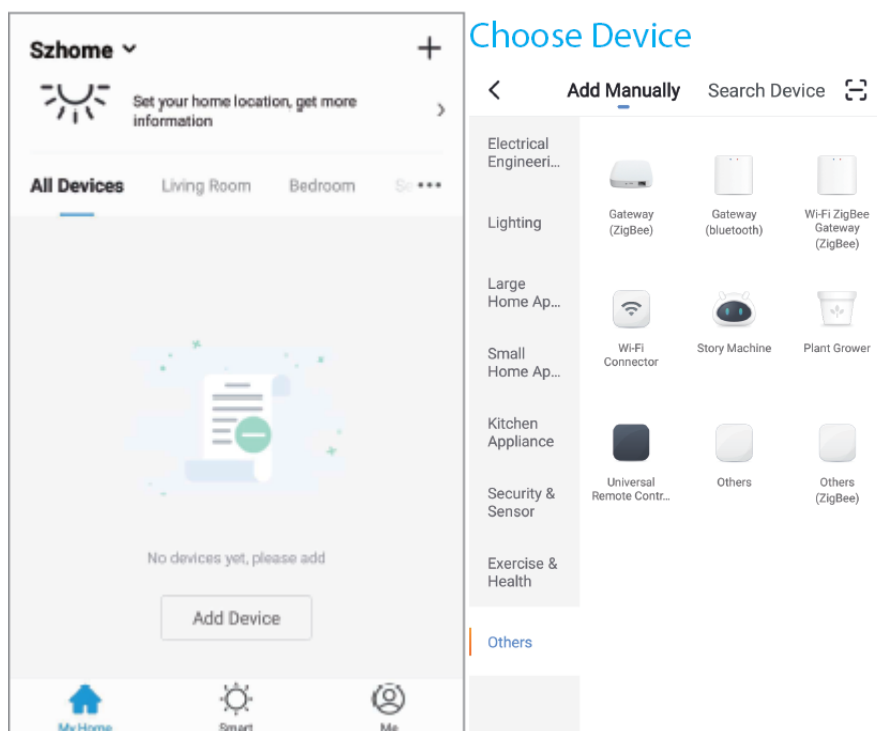 Szhome
Set your home location, get more
information
All Devices Living Room Bedroom
No devices yet, please add
Add Device
My Home Smart Me
Choose Device
Add Manually Search Device
Electrical
Engineeri...
Lighting
Large
Home Ap...
Small
Home Ap...
Kitchen
Appliance
Security &
Sensor
Exercise &
Health
Others
Gateway
(ZigBee)
Gateway
(bluetooth)
Wi-Fi ZigBee
Gateway
(ZigBee)
Wi-Fi
Connector
Story Machine
Plant Grower
Universal
Remote Contr...
Others
Others
(ZigBee)